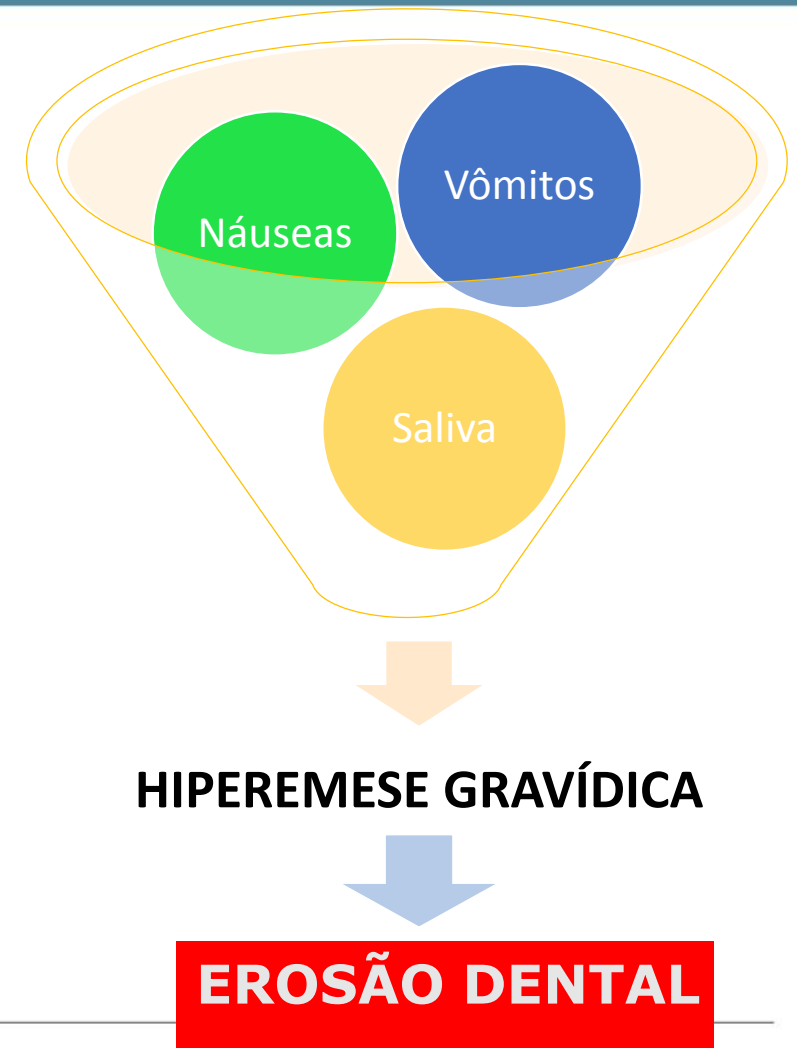 Vômitos
Náuseas
Saliva
HIPEREMESE GRAVÍDICA
EROSÃO DENTAL